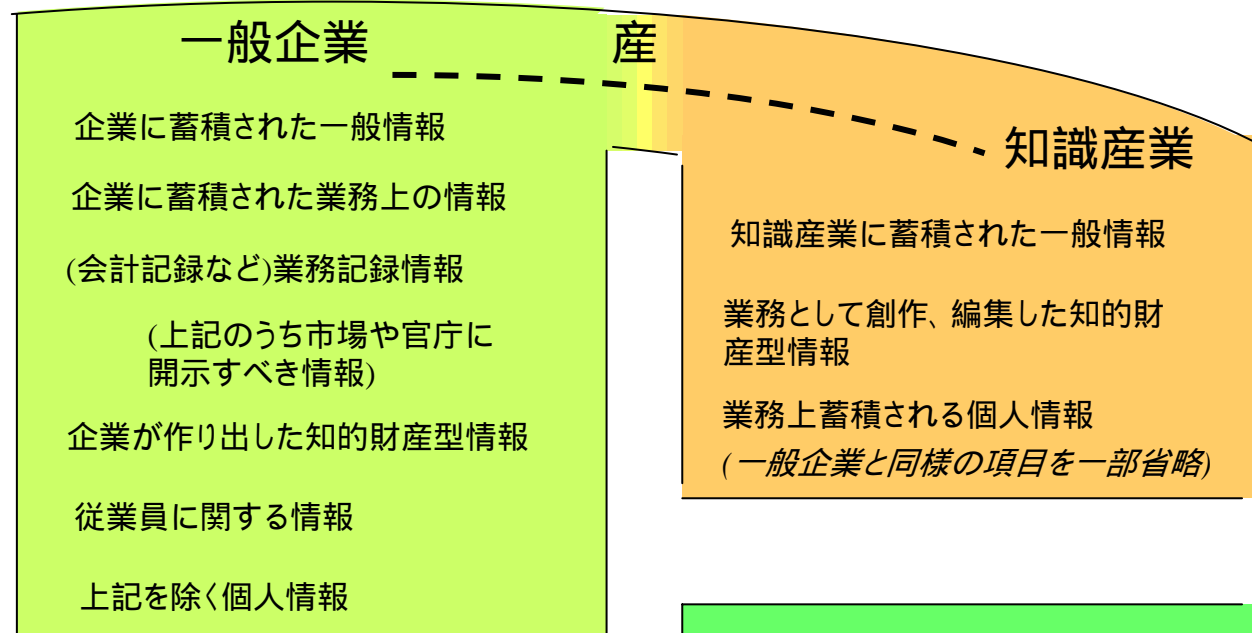 一般企業
産
企業に蓄積された一般情報
企業に蓄積された業務上の情報
(会計記録など)業務記録情報
(上記のうち市場や官庁に
開示すべき情報)
企業が作り出した知的財産型情報
従業員に関する情報
上記を除く個人情報
知識産業
知識産業に蓄積された一般情報
業務として創作、編集した知的財
産型情報
業務上蓄積される個人情報
(一般企業と同様の項目を一部省略)